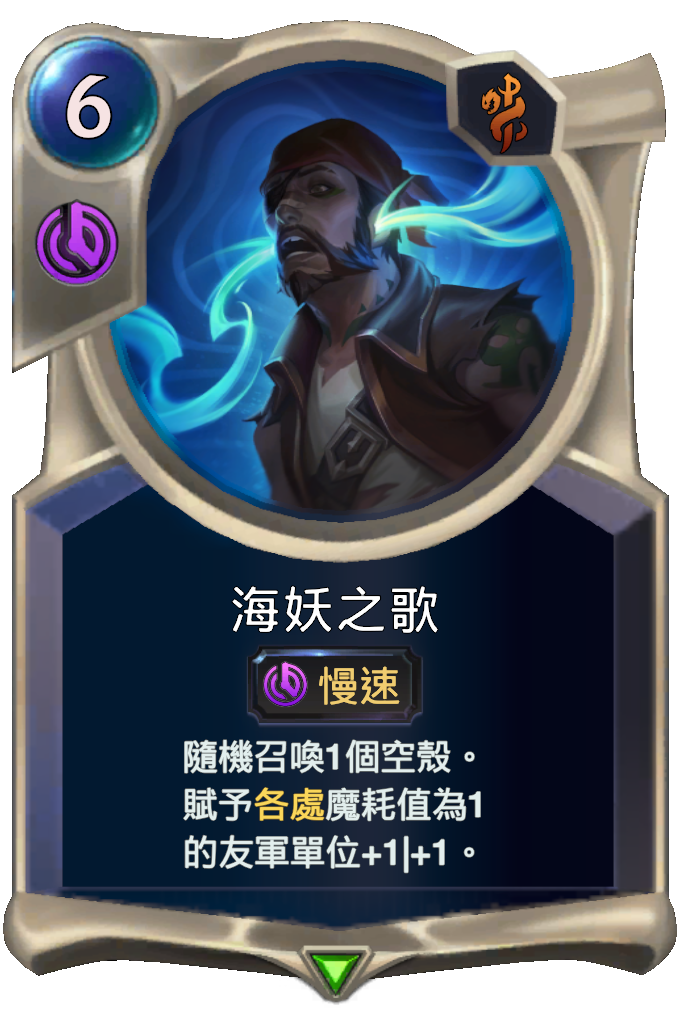 6
海妖之歌
慢速
隨機召喚1個空殼。
賦予各處魔耗值為1
的友軍單位+1|+1。